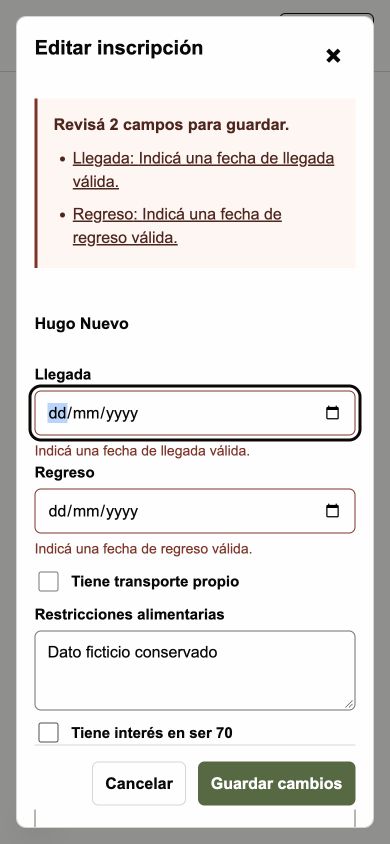 Editar inscripción
Revisá 2 campos para guardar.
Llegada: Indicá una fecha de llegada
válida.
Regreso: Indicá una fecha de
regreso válida.
Hugo Nuevo
Llegada
dd/mm/yyyy
Indicá una fecha de llegada válida.
Regreso
dd/mm/yyyy
Indicá una fecha de regreso válida.
Tiene transporte propio
Restricciones alimentarias
Dato ficticio conservado
Tiene interés en ser 70
Cancelar
Guardar cambios